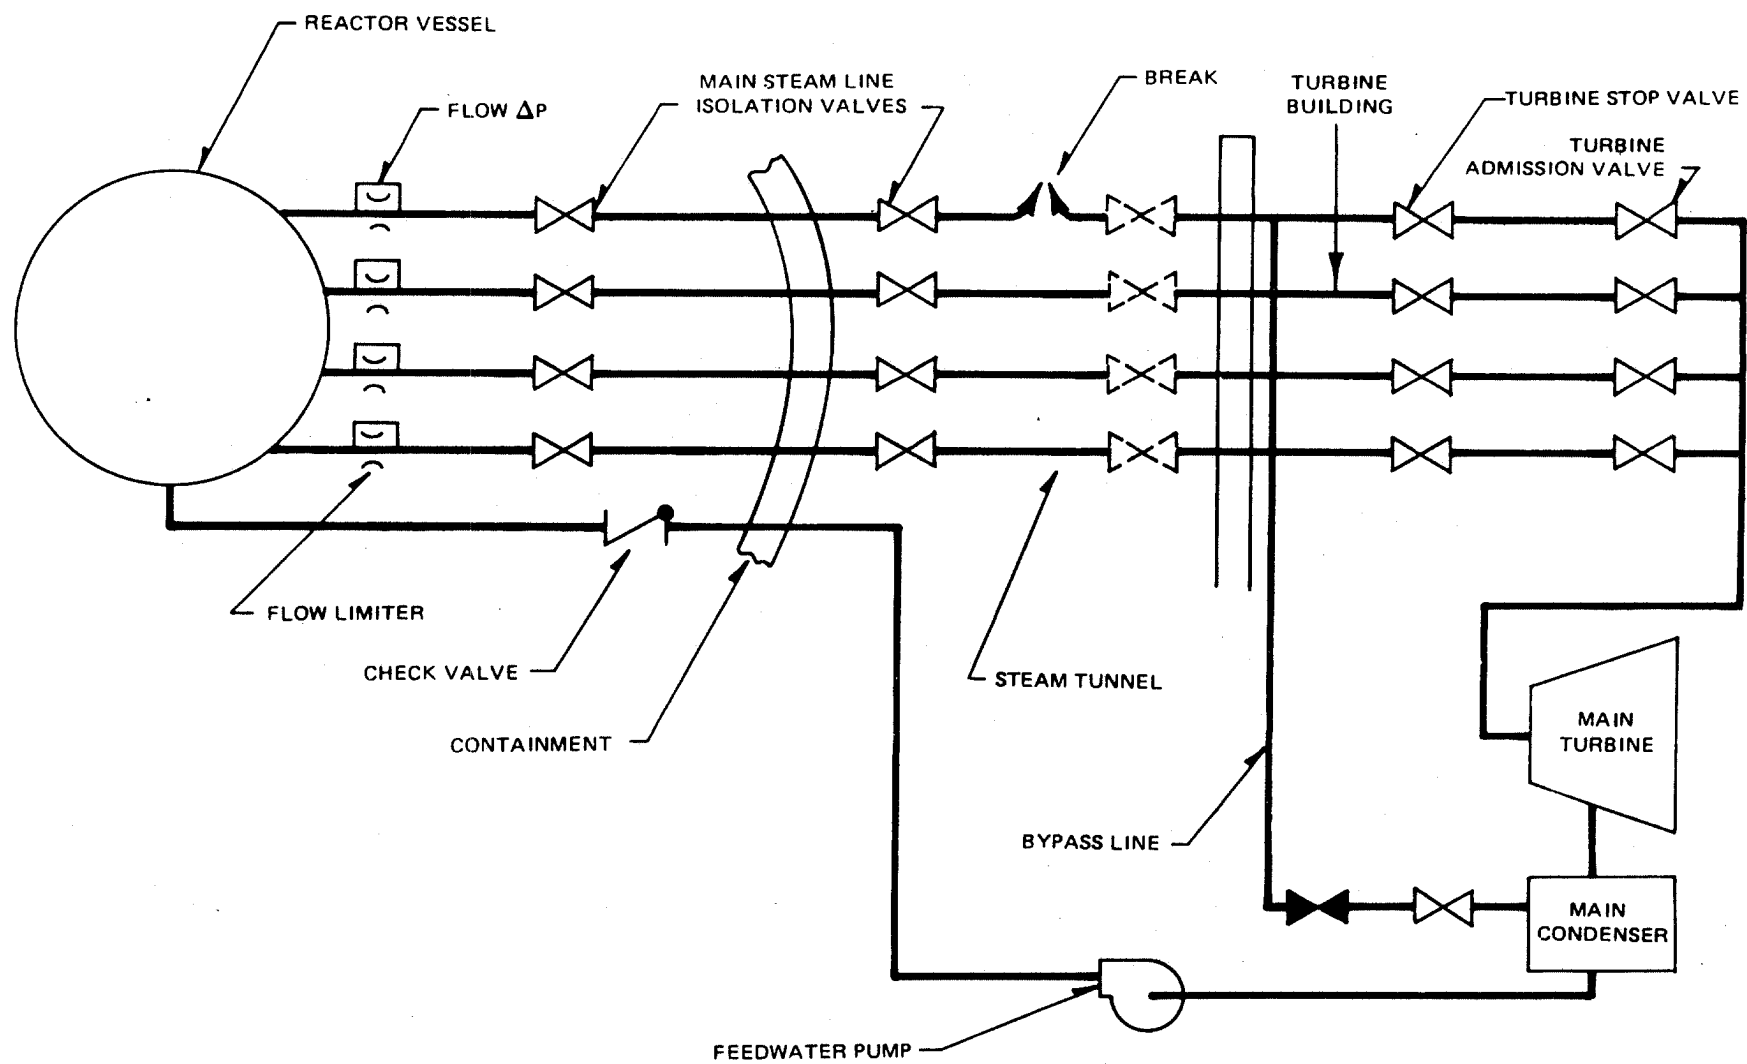 REACTOR VESSEL
FLOW ΔP
MAIN STEAM LINE
ISOLATION VALVES
BREAK
TURBINE
BUILDING
TURBINE STOP VALVE
TURBINE
ADMISSION VALVE
FLOW LIMITER
CHECK VALVE
CONTAINMENT
STEAM TUNNEL
BYPASS LINE
MAIN
TURBINE
MAIN
CONDENSER
FEEDWATER PUMP